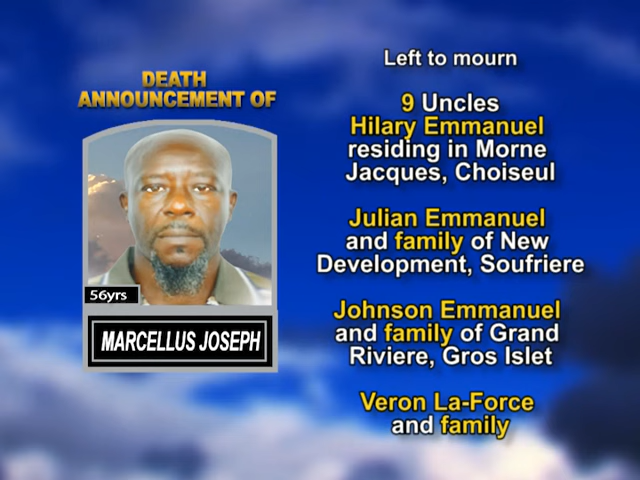 DEATH
ANNOUNCEMENT OF
56yrs
MARCELLUS JOSEPH
Left to mourn
9 Uncles
Hilary Emmanuel
residing in Morne
Jacques, Choiseul
Julian Emmanuel
and family of New
Development, Soufriere
Johnson Emmanuel
and family of Grand
Riviere, Gros Islet
Veron La-Force
and family